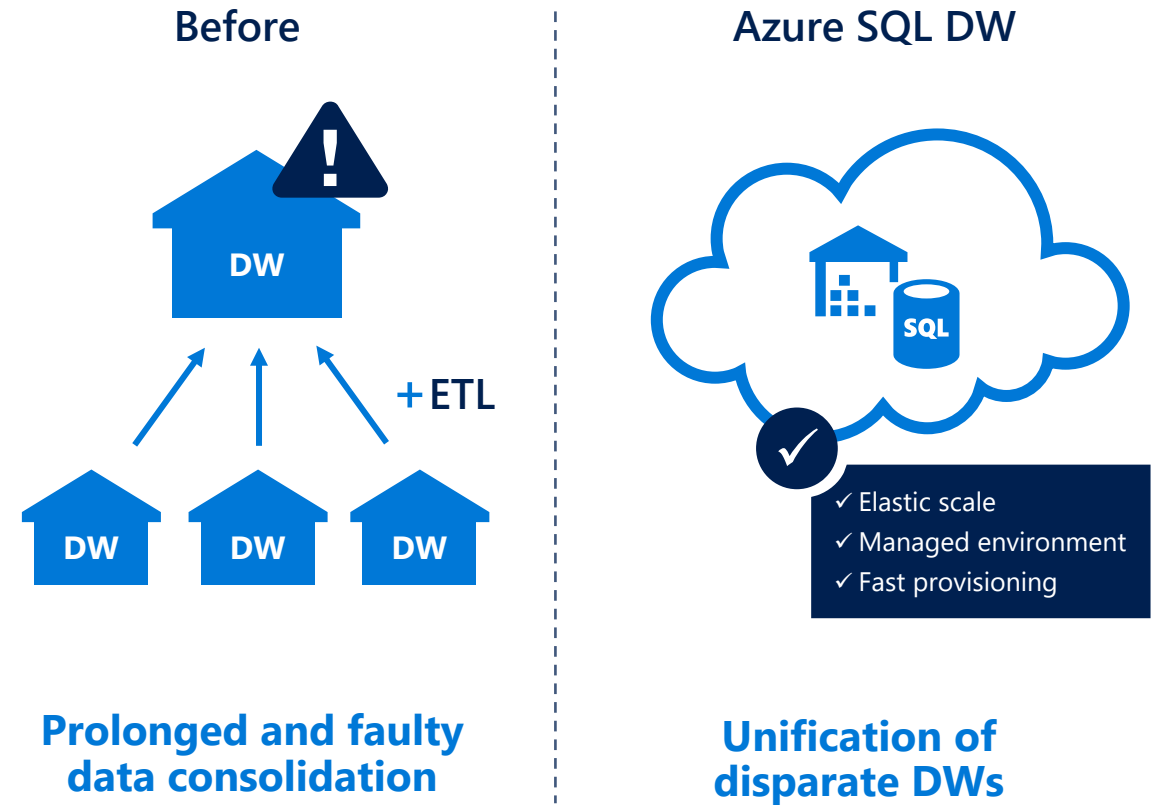 Before
!
DW
+ETL
DW
DW
DW
Prolonged and faulty
data consolidation
Azure SQL DW
SQL
✓ Elastic scale
✓ Managed environment
✓ Fast provisioning
Unification of
disparate DWs